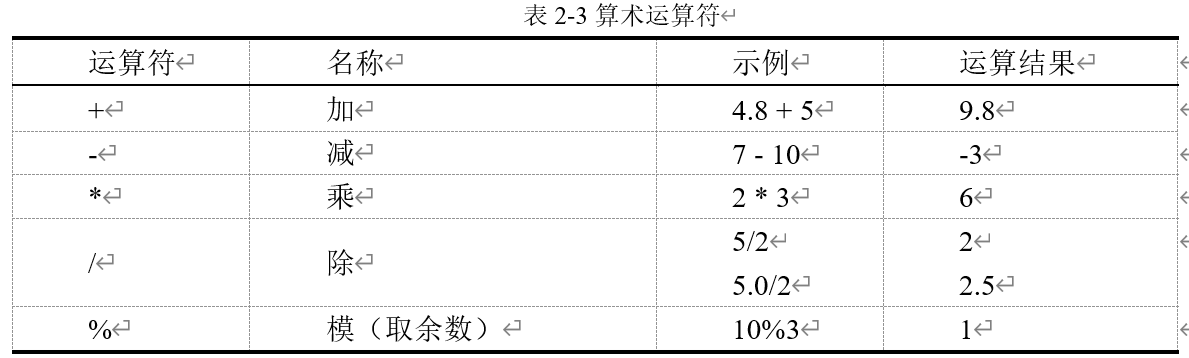 表 2-3 算术运算符
运算符 名称 示例 运算结果
+ 加 4.8 + 5 9.8
- 减 7 - 10 -3
* 乘 2 * 3 6
/ 除 5/2 2
5.0/2 2.5
% 模（取余数） 10%3 1